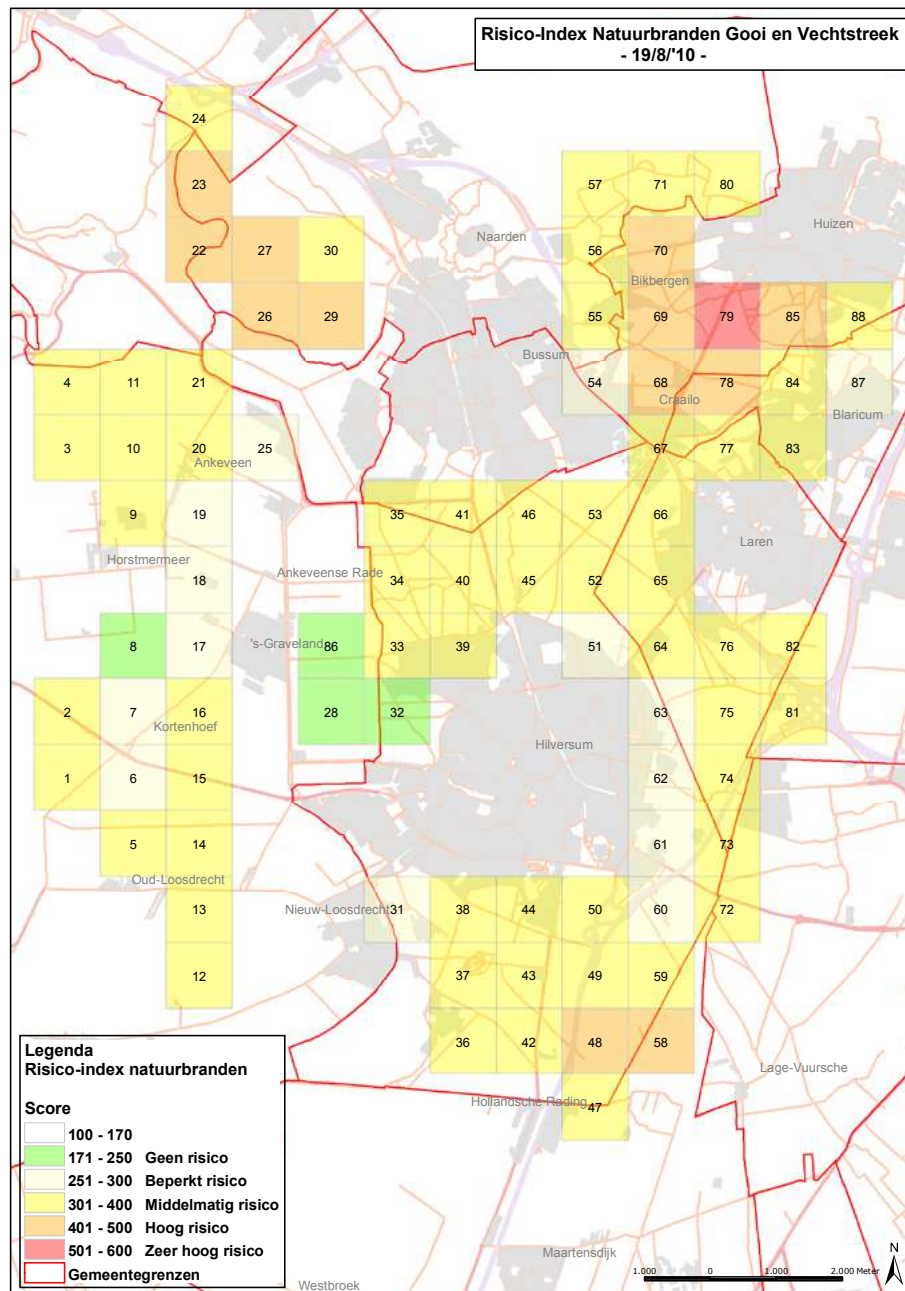 Risico-Index Natuurbranden Gooi en Vechtstreek
- 19/8/'10 -
24
23
57 71 80
Huizen
Naarden
22 27 30
56 70
Bikbergen
26 29
55 69 79 85 88
Bussum
4 11 21
54 68 78 84 87
Craailo
Blaricum
3 10 20 25
67 77 83
Ankeveen
9 19
35 41 46 53 66
Laren
Horstmermeer
Ankeveense Rade
18
34 40 45 52 65
8 17
's-Graveland
86 33 39 51 64 76 82
2 7 16
28 32
63 75 81
Kortenhoef
Hilversum
1 6 15
62 74
5 14
61 73
Oud-Loosdrecht
13
Nieuw-Loosdrecht
31 38 44 50 60 72
12
37 43 49 59
36 42 48 58
Lage-Vuursche
Hollandsche Rading
47
Legenda
Risico-index natuurbranden
Score
100 - 170
171 - 250 Geen risico
251 - 300 Beperkt risico
301 - 400 Middelmatig risico
401 - 500 Hoog risico
501 - 600 Zeer hoog risico
Gemeentegrenzen
Maartensdijk
Westbroek
N
1.000 0 1.000 2.000 Meter